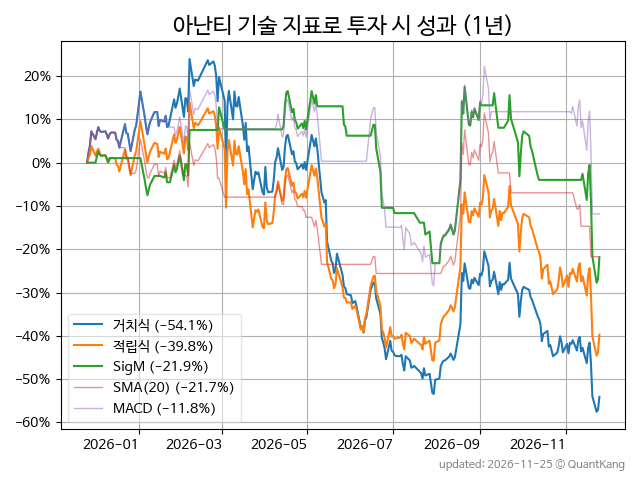 아난티 기술 지표로 투자 시 성과 (1년)
20%
10%
0%
−10%
−20%
−30%
−40%
−50%
−60%
거치식 (−54.1%)
적립식 (−39.8%)
SigM (−21.9%)
SMA(20) (−21.7%)
MACD (−11.8%)
2026-01
2026-03
2026-05
2026-07
2026-09
2026-11
updated: 2026-11-25 ⓒ QuantKang